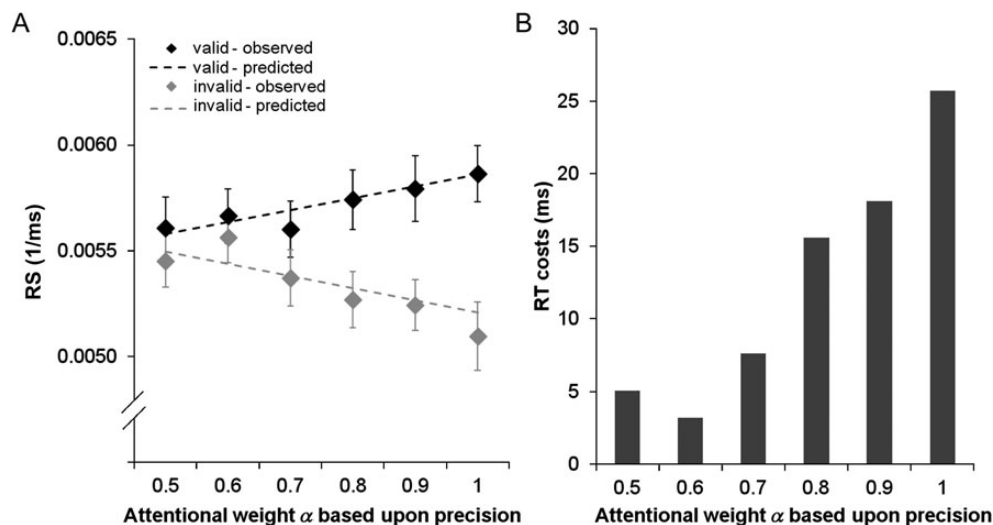 A
0.0065
0.0060
0.0055
0.0050
RS (1/ms)
valid - observed
valid - predicted
invalid - observed
invalid - predicted
0.5 0.6 0.7 0.8 0.9 1
Attentional weight α based upon precision
B
30
25
20
15
10
5
0
RT costs (ms)
0.5 0.6 0.7 0.8 0.9 1
Attentional weight α based upon precision